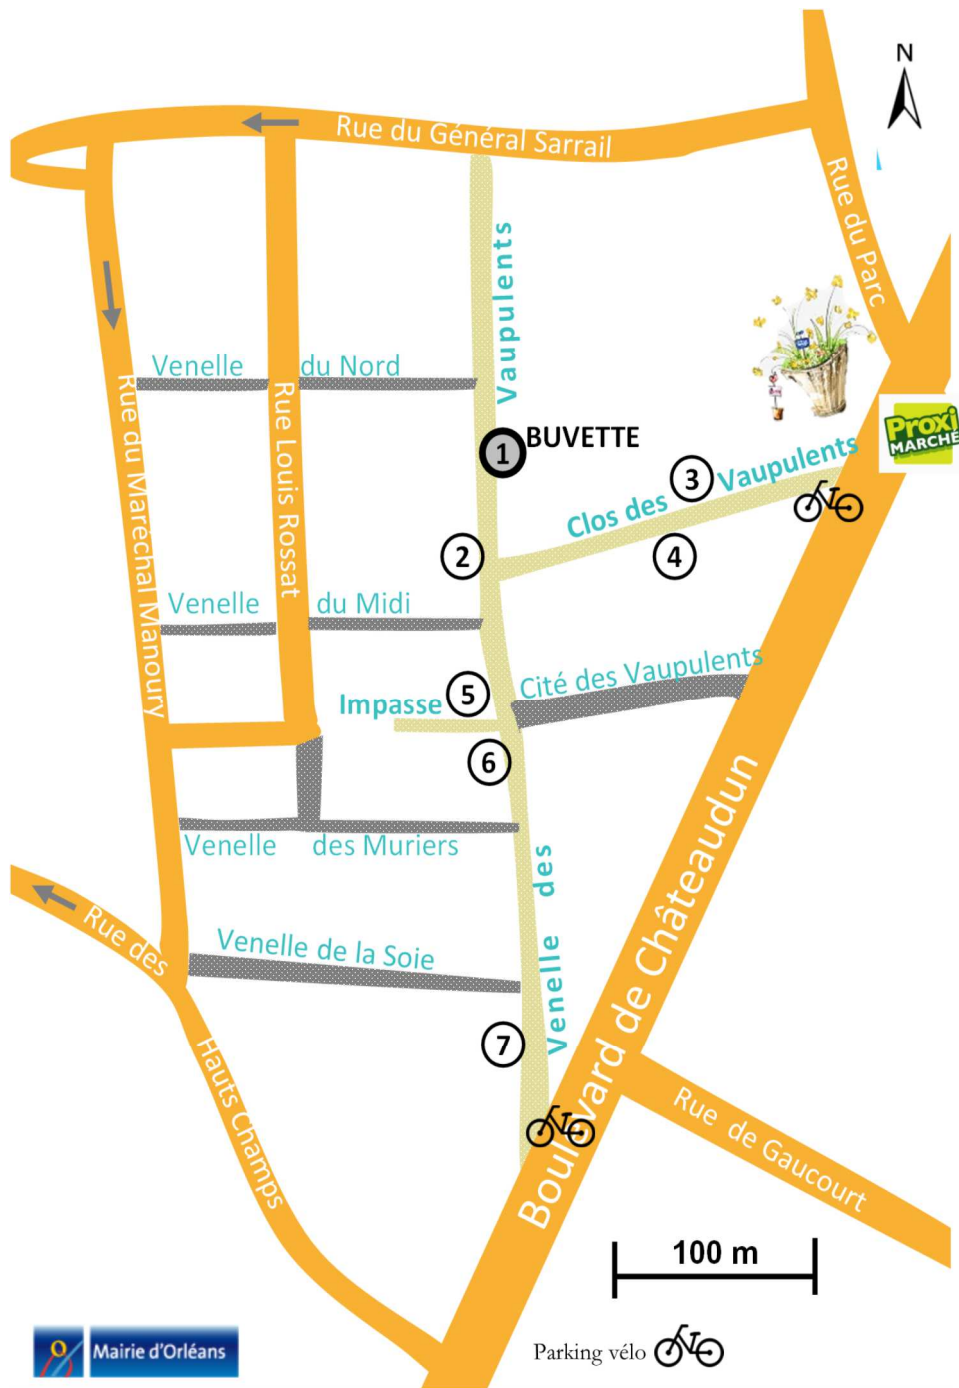 N
Rue du Général Sarrail
Rue du Parc
Vaupulents
Venelle du Nord
Rue du Maréchal Manoury
Rue Louis Rossat
1 BUVETTE
Proxi
MARCHÉ
3
Clos des Vaupulents
2
4
Venelle du Midi
5
Cité des Vaupulents
Impasse
6
Venelle des Muriers
Venelle des
Boulevard de Châteaudun
Rue des
Hauts Champs
Venelle de la Soie
7
Rue de Gaucourt
100 m
Mairie d'Orléans
Parking vélo